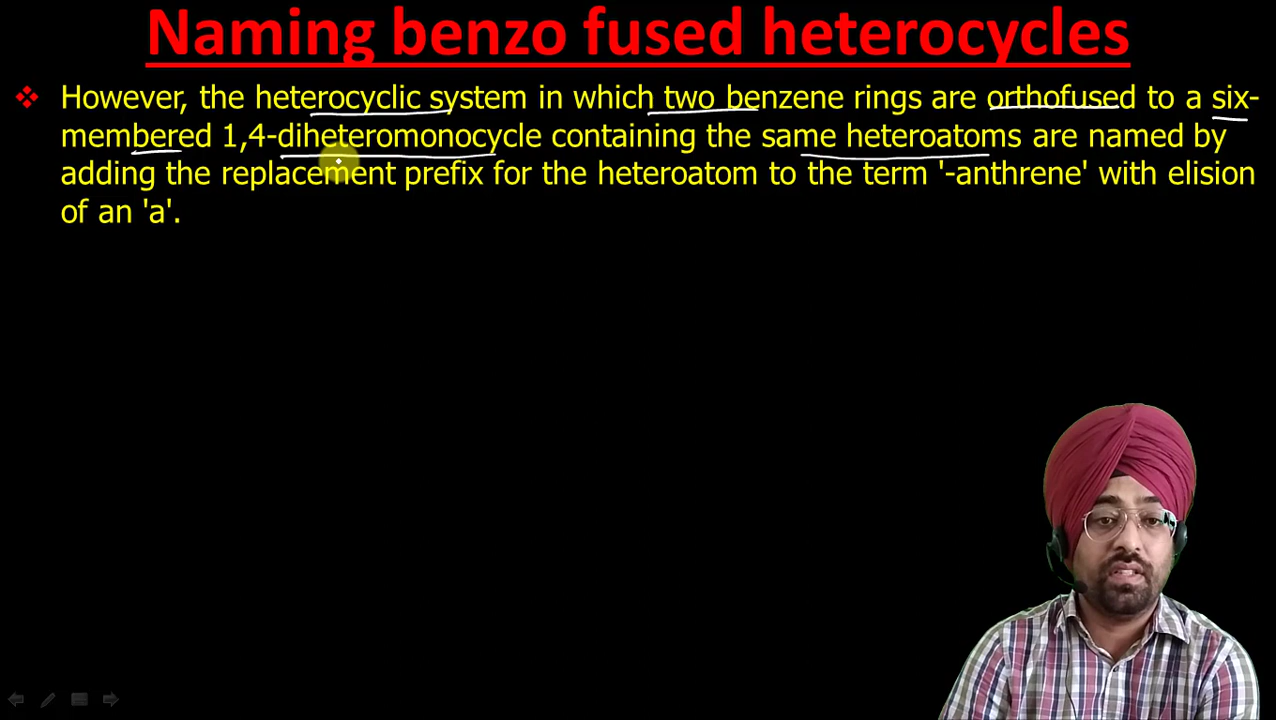 Naming benzo fused heterocycles
However, the heterocyclic system in which two benzene rings are orthofused to a six-
membered 1,4-diheteromonocycle containing the same heteroatoms are named by
adding the replacement prefix for the heteroatom to the term '-anthrene' with elision
of an 'a'.